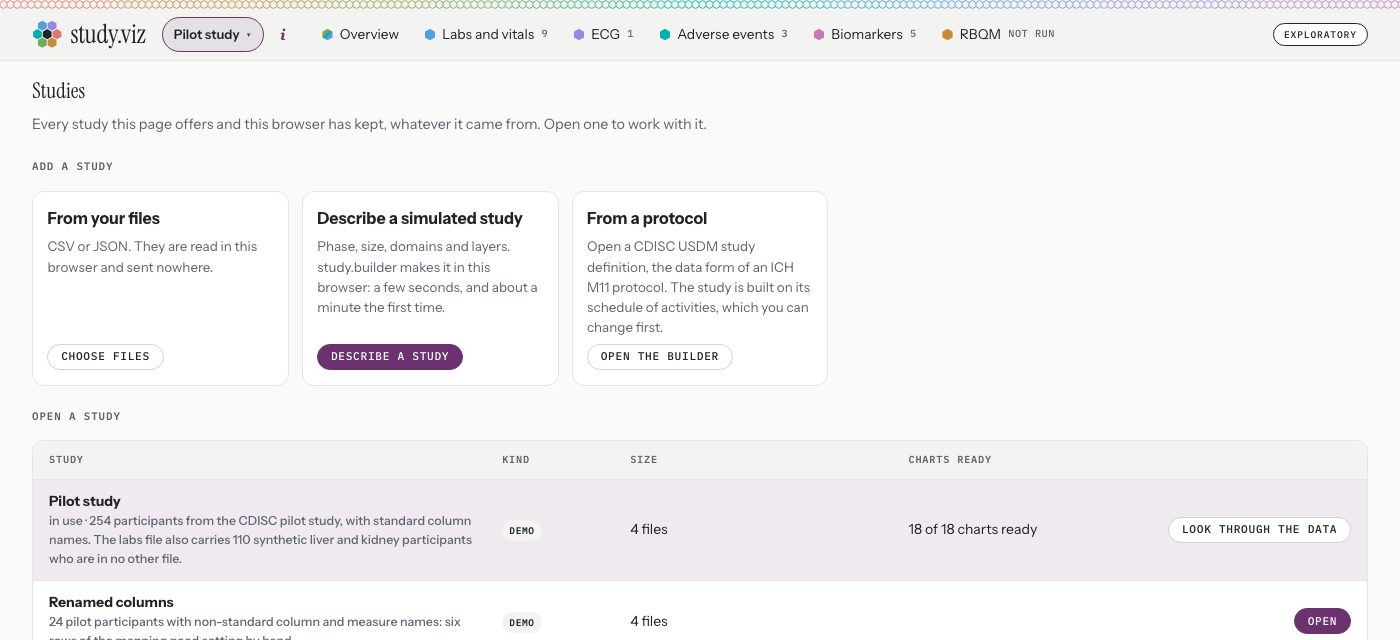 study.viz
Pilot study
i
Overview
Labs and vitals 9
ECG 1
Adverse events 3
Biomarkers 5
RBQM NOT RUN
EXPLORATORY
Studies
Every study this page offers and this browser has kept, whatever it came from. Open one to work with it.
ADD A STUDY
From your files
CSV or JSON. They are read in this
browser and sent nowhere.
CHOOSE FILES
Describe a simulated study
Phase, size, domains and layers.
study.builder makes it in this
browser: a few seconds, and about a
minute the first time.
DESCRIBE A STUDY
From a protocol
Open a CDISC USDM study
definition, the data form of an ICH
M11 protocol. The study is built on its
schedule of activities, which you can
change first.
OPEN THE BUILDER
OPEN A STUDY
STUDY KIND SIZE CHARTS READY
Pilot study
in use · 254 participants from the CDISC pilot study, with standard column
names. The labs file also carries 110 synthetic liver and kidney participants
who are in no other file.
DEMO
4 files
18 of 18 charts ready
LOOK THROUGH THE DATA
Renamed columns
24 pilot participants with non-standard column and measure names: six
rows of the mapping need setting by hand.
DEMO
4 files
OPEN